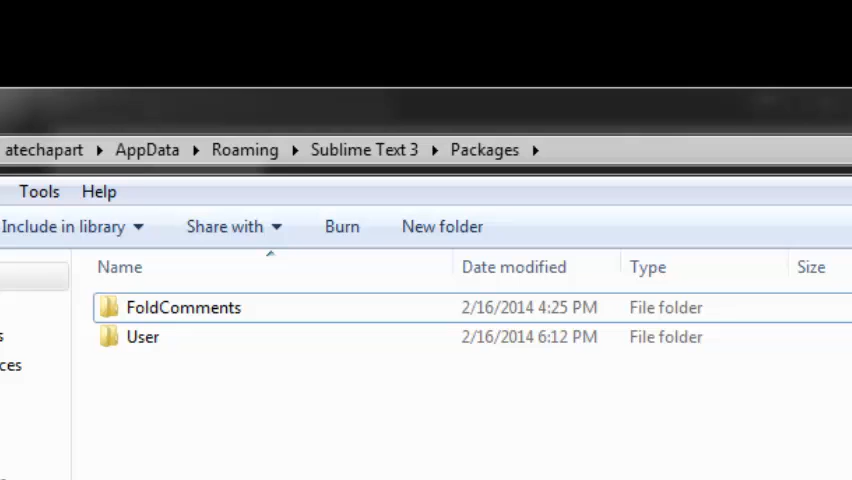 atechapart AppData Roaming Sublime Text 3 Packages
Tools Help
Include in library Share with Burn New folder
Name Date modified Type Size
FoldComments 2/16/2014 4:25 PM File folder
User 2/16/2014 6:12 PM File folder